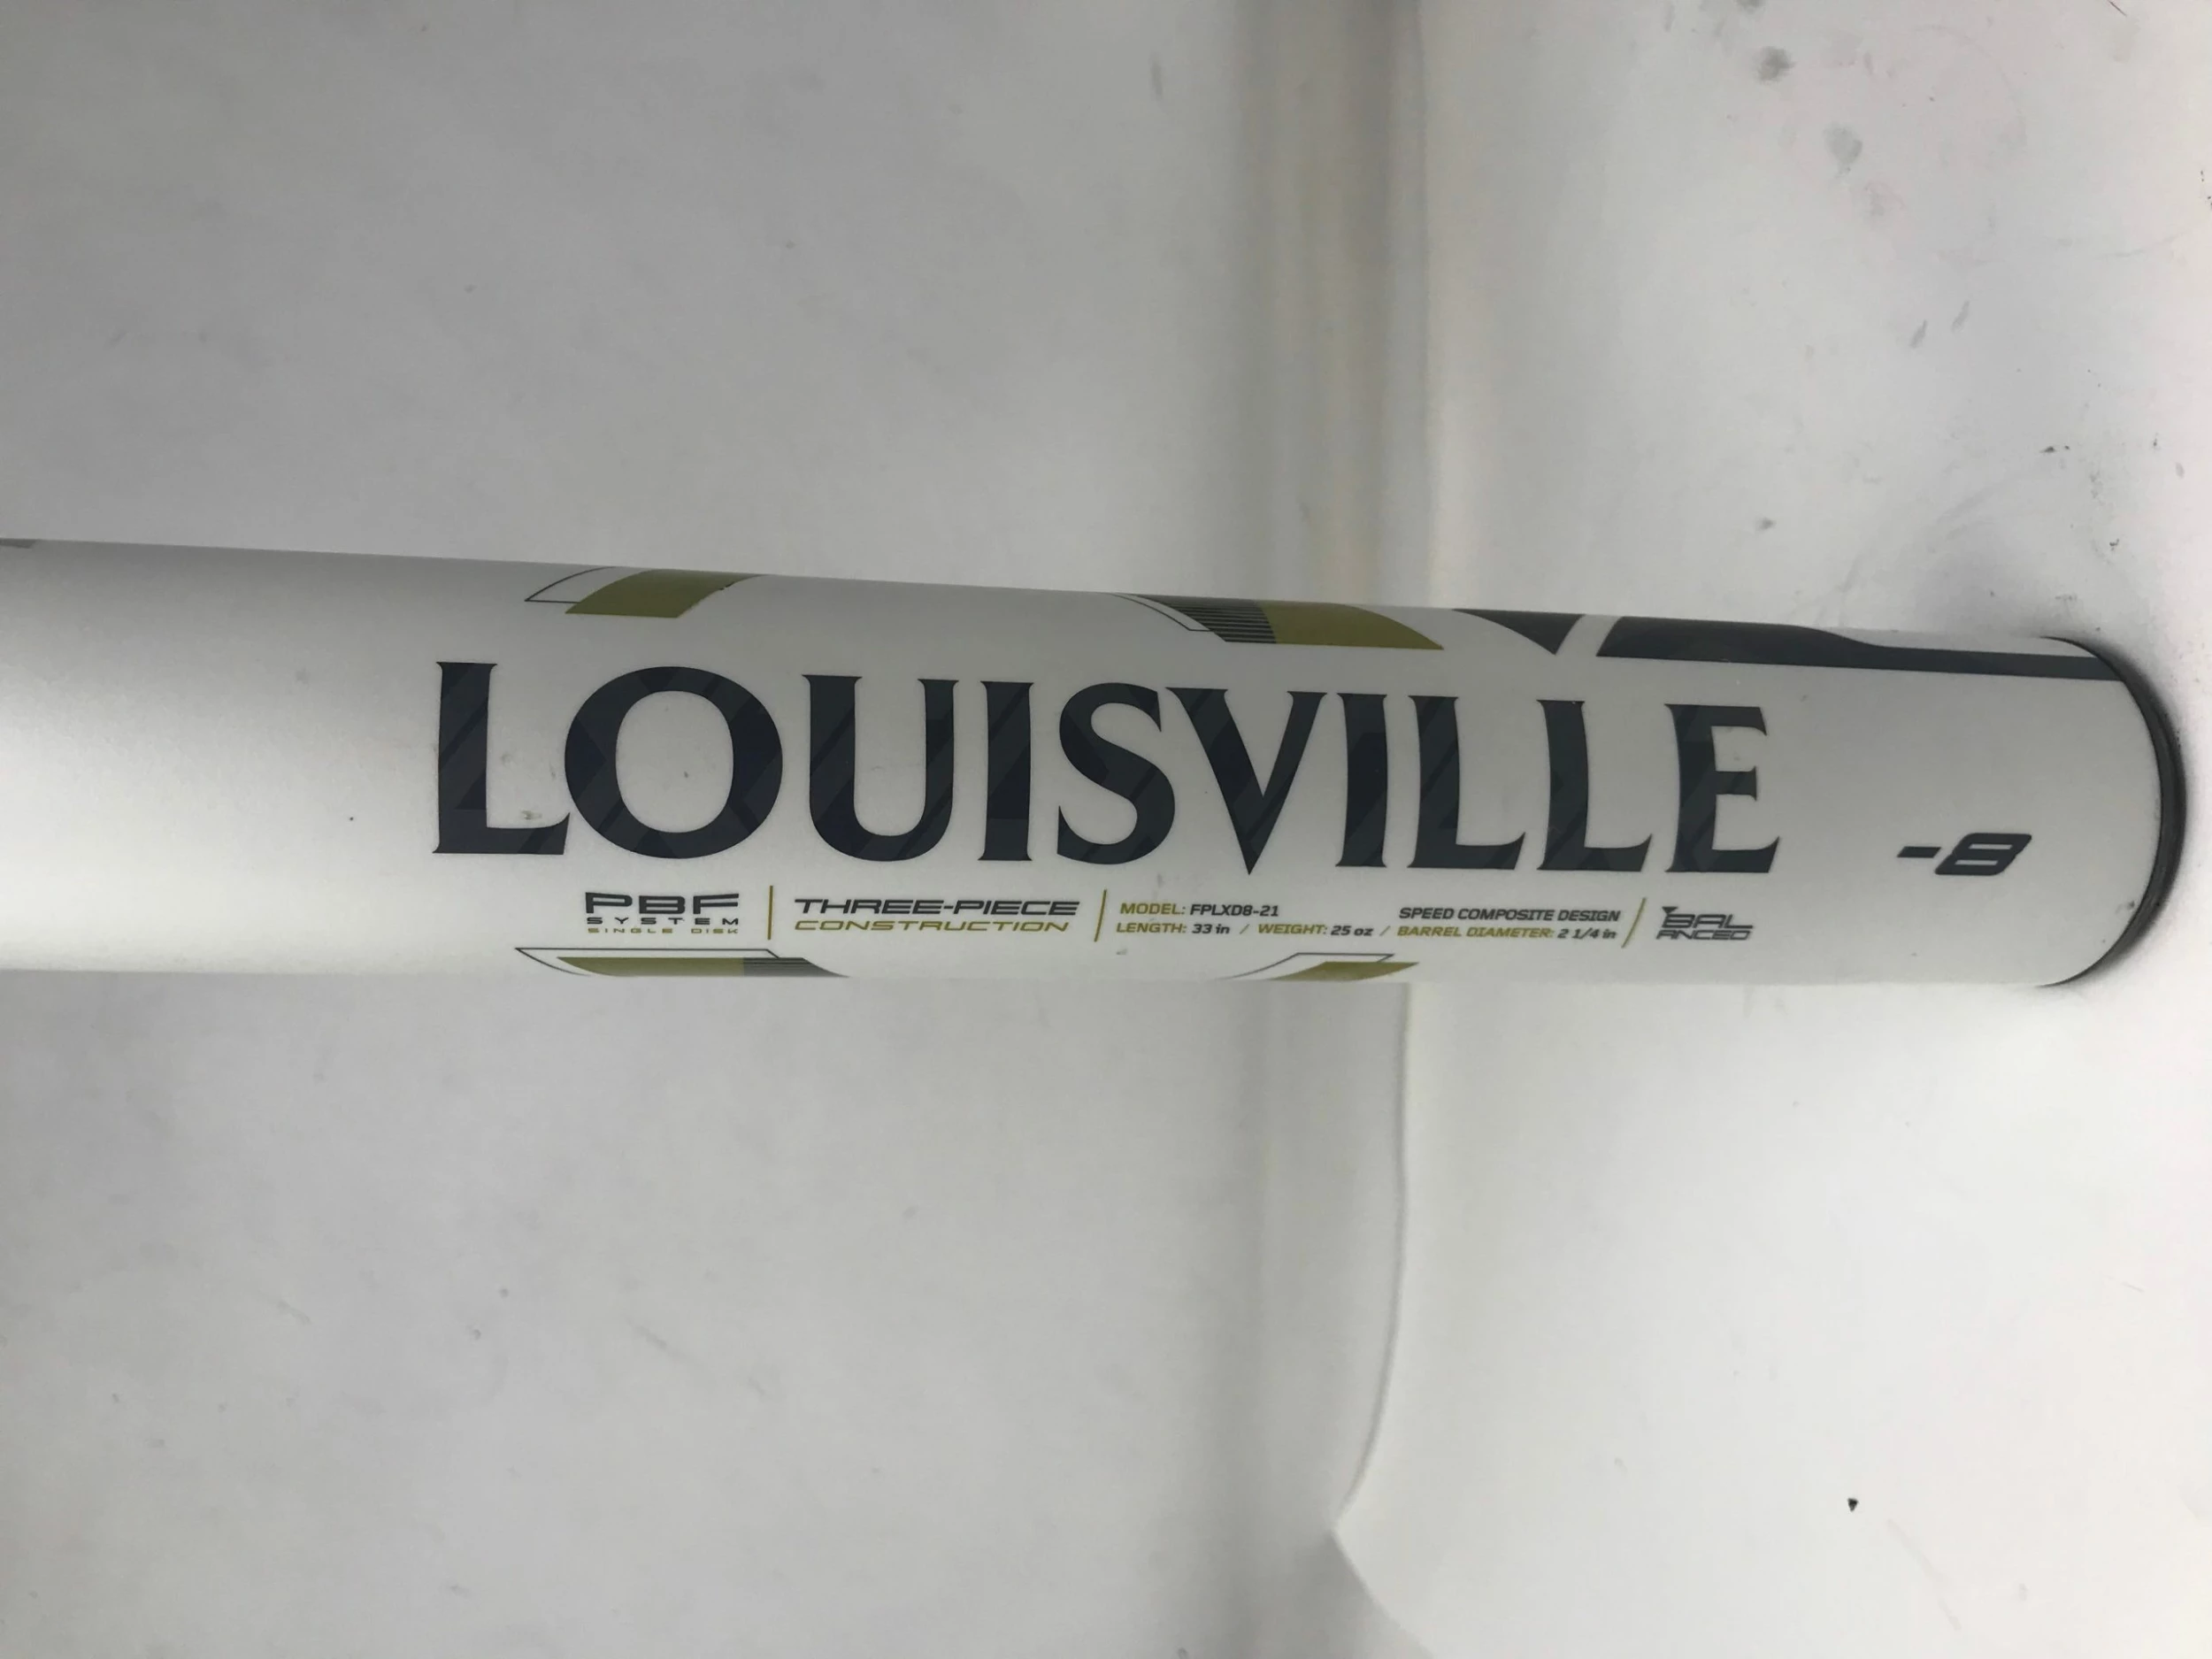 LOUISVILLE
-8
PBF
SYSTEM
SINGLE DISK
THREE-PIECE
CONSTRUCTION
MODEL: FPLXD8-21 SPEED COMPOSITE DESIGN
LENGTH: 33 in / WEIGHT: 25 oz / BARREL DIAMETER: 2 1/4 in
BAL
ANCED